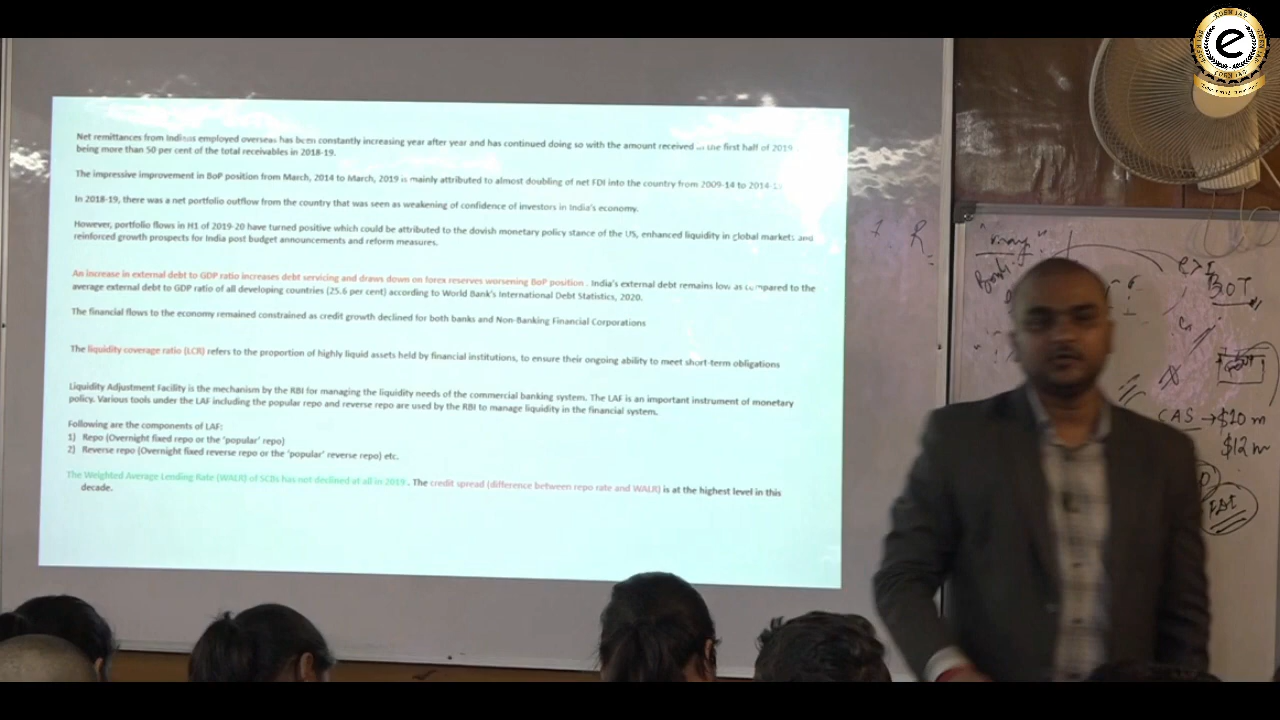 Net remittances from Indians employed overseas has been constantly increasing year after year and has continued doing so with the amount received in the first half of 2019
being more than 50 per cent of the total receivables in 2018-19.
The impressive improvement in BoP position from March, 2014 to March, 2019 is mainly attributed to almost doubling of net FDI into the country from 2009-14 to
In 2018-19, there was a net portfolio outflow from the country that was seen as weakening of confidence of investors in India's economy.
However, portfolio flows in H1 of 2019-20 have turned positive which could be attributed to the dovish monetary policy stance of the US, enhanced liquidity in global markets and
reinforced growth prospects for India post budget announcements and reform measures.
An increase in external debt to GDP ratio increases debt servicing and draws down on forex reserves worsening BoP position . India's external debt remains low as compared to the
average external debt to GDP ratio of all developing countries (25.6 per cent) according to World Bank's International Debt Statistics, 2020.
The financial flows to the economy remained constrained as credit growth declined for both banks and Non-Banking Financial Corporations
The liquidity coverage ratio (LCR) refers to the proportion of highly liquid assets held by financial institutions, to ensure their ongoing ability to meet short-term obligations
Liquidity Adjustment Facility is the mechanism by the RBI for managing the liquidity needs of the commercial banking system. The LAF is an important instrument of monetary
policy. Various tools under the LAF including the popular repo and reverse repo are used by the RBI to manage liquidity in the financial system.
Following are the components of LAF:
1) Repo (Overnight fixed repo or the 'popular' repo)
2) Reverse repo (Overnight fixed reverse repo or the 'popular' reverse repo) etc.
The Weighted Average Lending Rate (WALR) of SCBs has not declined at all in 2019 . The credit spread (difference between repo rate and WALR) is at the highest level in this
decade.
R
BOT
CAS → $10 m
$12 m
EDEN IAS
e
EDEN IAS